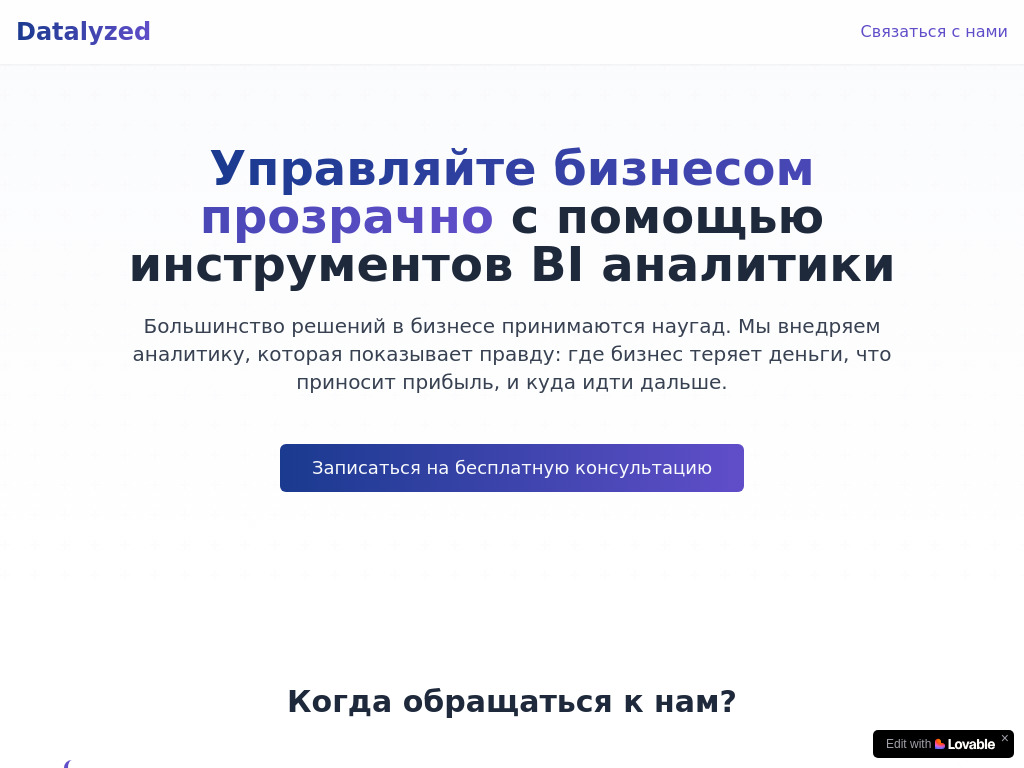 Datalyzed
Связаться с нами
Управляйте бизнесом
прозрачно с помощью
инструментов BI аналитики
Большинство решений в бизнесе принимаются наугад. Мы внедряем
аналитику, которая показывает правду: где бизнес теряет деньги, что
приносит прибыль, и куда идти дальше.
Записаться на бесплатную консультацию
Когда обращаться к нам?
Edit with Lovable ×